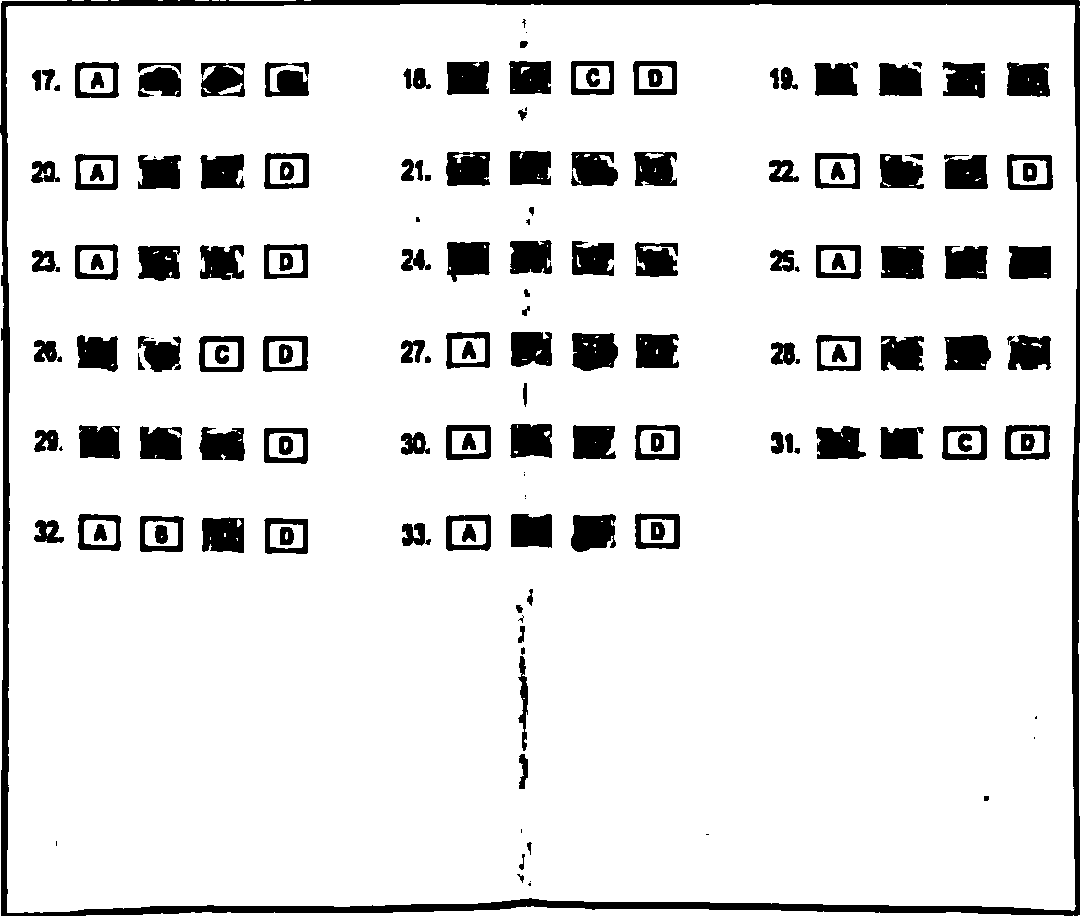 17. A 18. C D 19.
20. A D 21. 22. A D
23. A D 24. 25. A
26. C D 27. A 28. A
29. D 30. A D 31. C D
32. A B D 33. A D